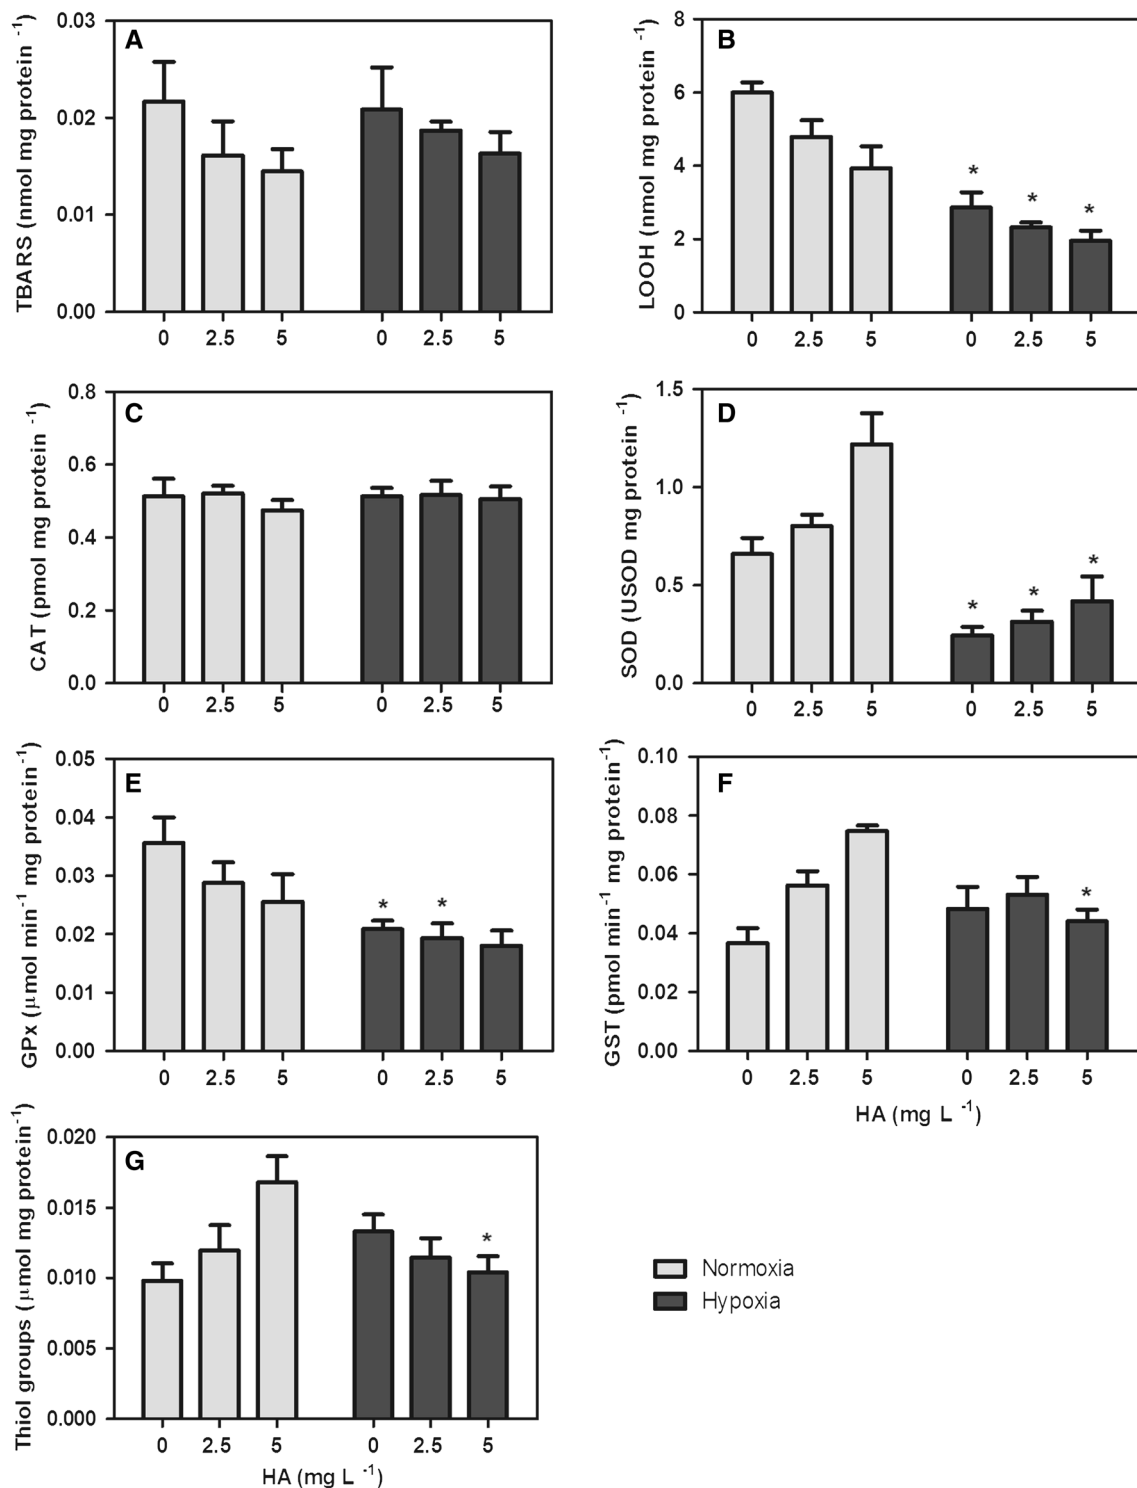 A
TBARS (nmol mg protein -1)
0.03
0.02
0.01
0.00
0 2.5 5 0 2.5 5
B
LOOH (nmol mg protein -1)
8
6
4
2
0
* * *
0 2.5 5 0 2.5 5
C
CAT (pmol mg protein -1)
0.8
0.6
0.4
0.2
0.0
0 2.5 5 0 2.5 5
D
SOD (USOD mg protein -1)
1.5
1.0
0.5
0.0
* * *
0 2.5 5 0 2.5 5
E
GPx (μmol min-1 mg protein-1)
0.05
0.04
0.03
0.02
0.01
0.00
* *
0 2.5 5 0 2.5 5
F
GST (pmol min-1 mg protein-1)
0.10
0.08
0.06
0.04
0.02
0.00
*
0 2.5 5 0 2.5 5
HA (mg L -1)
G
Thiol groups (μmol mg protein-1)
0.020
0.015
0.010
0.005
0.000
*
0 2.5 5 0 2.5 5
HA (mg L -1)
Normoxia
Hypoxia